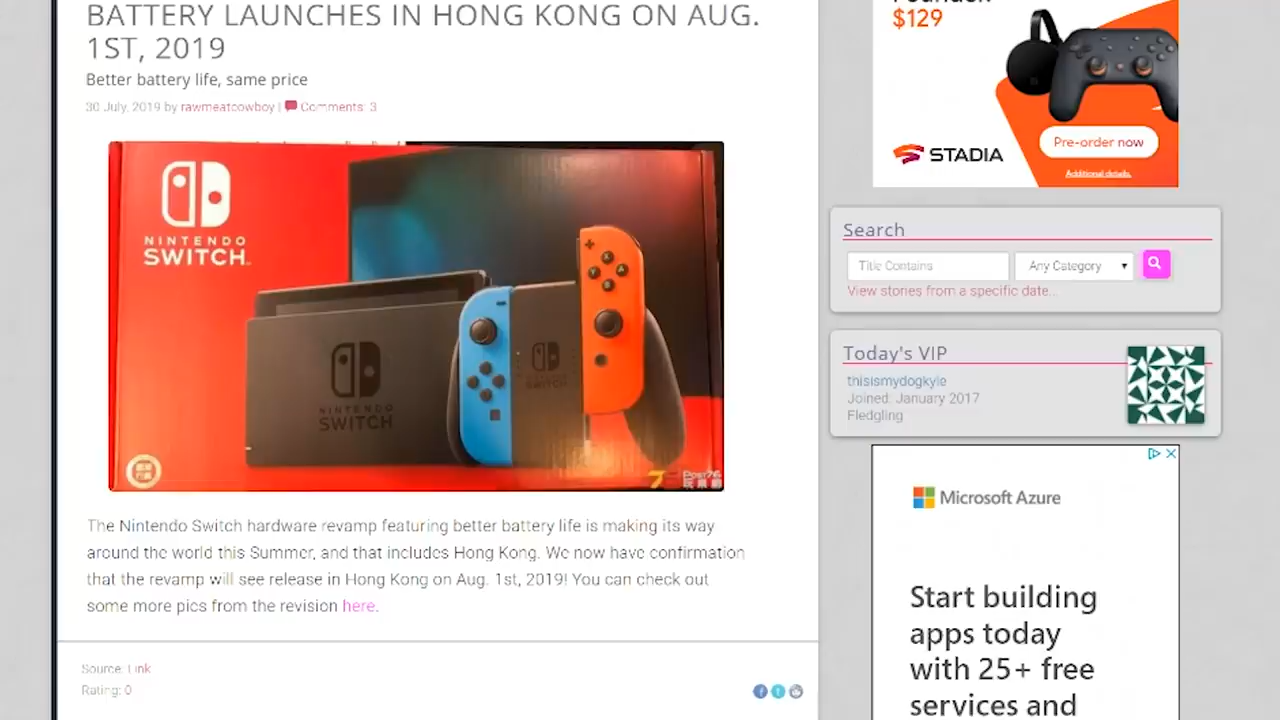 BATTERY LAUNCHES IN HONG KONG ON AUG.
1ST, 2019
Better battery life, same price
30 July, 2019 by rawmeatcowboy | Comments: 3
NINTENDO
SWITCH
NINTENDO
SWITCH
NINTENDO
SWITCH
Post76
The Nintendo Switch hardware revamp featuring better battery life is making its way
around the world this Summer, and that includes Hong Kong. We now have confirmation
that the revamp will see release in Hong Kong on Aug. 1st, 2019! You can check out
some more pics from the revision here.
Source: Link
Rating: 0
$129
Pre-order now
STADIA
Additional details.
Search
Title Contains
Any Category
View stories from a specific date...
Today's VIP
thisismydogkyle
Joined: January 2017
Fledgling
Microsoft Azure
Start building
apps today
with 25+ free
services and